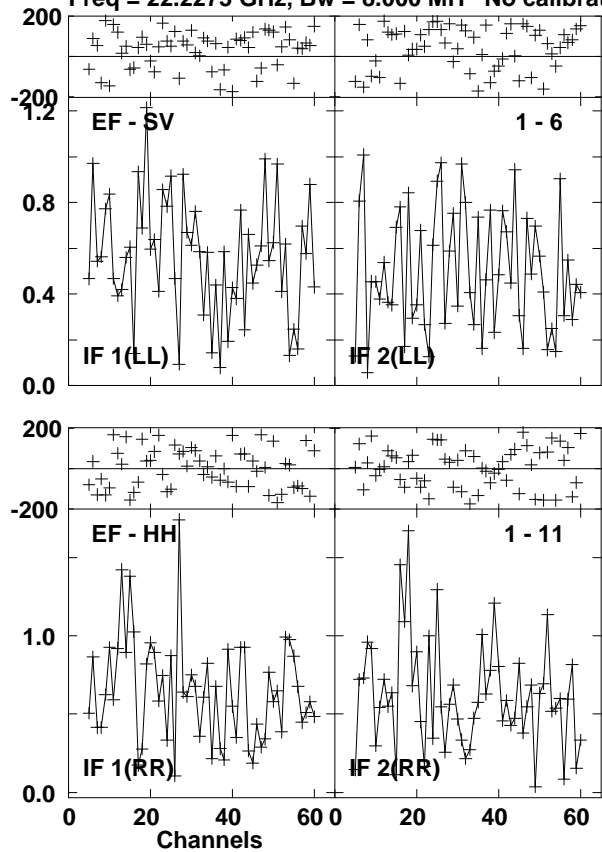 Freq = 22.2273 GHz, Bw = 8.000 MH No calibra
200
-200
1.2
EF - SV
1 - 6
0.8
0.4
IF 1(LL)
IF 2(LL)
0.0
200
-200
EF - HH
1 - 11
1.0
IF 1(RR)
IF 2(RR)
0.0
0 20 40 60 0 20 40 60
Channels